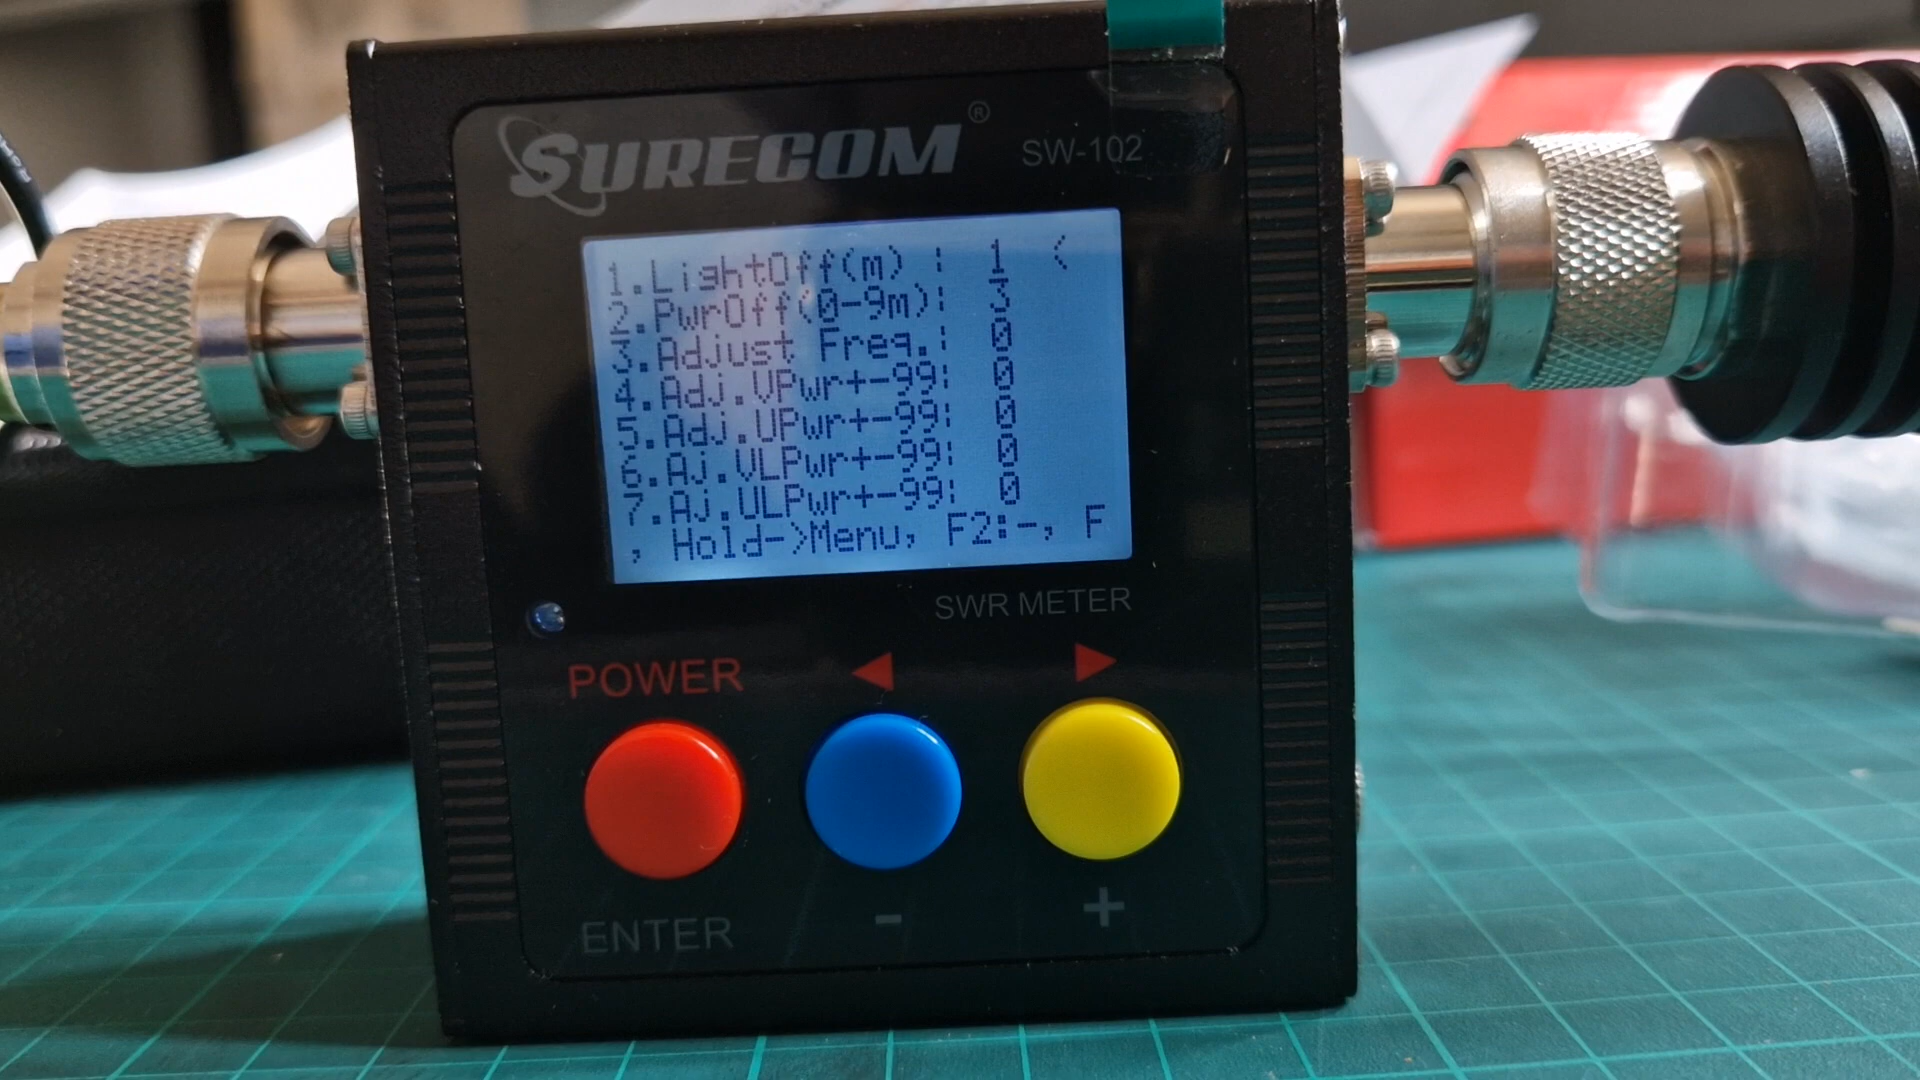 SURECOM®
SW-102
1.LightOff(m) : 1 <
2.PwrOff(0-9m): 3
3.Adjust Freq.: 0
4.Adj.VPwr+-99: 0
5.Adj.UPwr+-99: 0
6.Aj.VLPwr+-99: 0
7.Aj.ULPwr+-99: 0
, Hold->Menu, F2:-, F
SWR METER
POWER ◀ ▶
ENTER - +